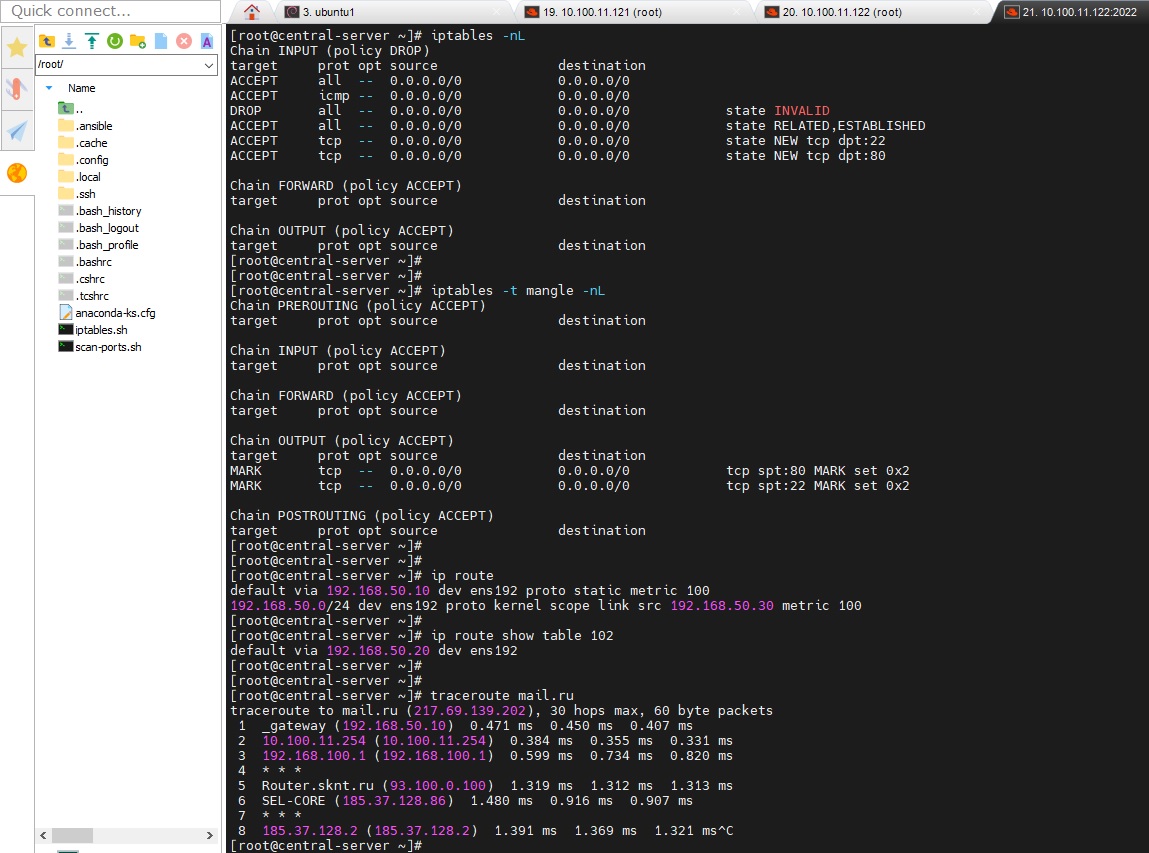 Quick connect...
3. ubuntu1
19. 10.100.11.121 (root)
20. 10.100.11.122 (root)
21. 10.100.11.122:2022
/root/
Name
..
.ansible
.cache
.config
.local
.ssh
.bash_history
.bash_logout
.bash_profile
.bashrc
.cshrc
.tcshrc
anaconda-ks.cfg
iptables.sh
scan-ports.sh
[root@central-server ~]# iptables -nL
Chain INPUT (policy DROP)
target     prot opt source               destination
ACCEPT     all  --  0.0.0.0/0            0.0.0.0/0
ACCEPT     icmp --  0.0.0.0/0            0.0.0.0/0
DROP       all  --  0.0.0.0/0            0.0.0.0/0            state INVALID
ACCEPT     all  --  0.0.0.0/0            0.0.0.0/0            state RELATED,ESTABLISHED
ACCEPT     tcp  --  0.0.0.0/0            0.0.0.0/0            state NEW tcp dpt:22
ACCEPT     tcp  --  0.0.0.0/0            0.0.0.0/0            state NEW tcp dpt:80
Chain FORWARD (policy ACCEPT)
target     prot opt source               destination
Chain OUTPUT (policy ACCEPT)
target     prot opt source               destination
[root@central-server ~]#
[root@central-server ~]#
[root@central-server ~]# iptables -t mangle -nL
Chain PREROUTING (policy ACCEPT)
target     prot opt source               destination
Chain INPUT (policy ACCEPT)
target     prot opt source               destination
Chain FORWARD (policy ACCEPT)
target     prot opt source               destination
Chain OUTPUT (policy ACCEPT)
target     prot opt source               destination
MARK       tcp  --  0.0.0.0/0            0.0.0.0/0            tcp spt:80 MARK set 0x2
MARK       tcp  --  0.0.0.0/0            0.0.0.0/0            tcp spt:22 MARK set 0x2
Chain POSTROUTING (policy ACCEPT)
target     prot opt source               destination
[root@central-server ~]#
[root@central-server ~]#
[root@central-server ~]# ip route
default via 192.168.50.10 dev ens192 proto static metric 100
192.168.50.0/24 dev ens192 proto kernel scope link src 192.168.50.30 metric 100
[root@central-server ~]#
[root@central-server ~]# ip route show table 102
default via 192.168.50.20 dev ens192
[root@central-server ~]#
[root@central-server ~]#
[root@central-server ~]# traceroute mail.ru
traceroute to mail.ru (217.69.139.202), 30 hops max, 60 byte packets
1  _gateway (192.168.50.10)  0.471 ms  0.450 ms  0.407 ms
2  10.100.11.254 (10.100.11.254)  0.384 ms  0.355 ms  0.331 ms
3  192.168.100.1 (192.168.100.1)  0.599 ms  0.734 ms  0.820 ms
4  * * *
5  Router.sknt.ru (93.100.0.100)  1.319 ms  1.312 ms  1.313 ms
6  SEL-CORE (185.37.128.86)  1.480 ms  0.916 ms  0.907 ms
7  * * *
8  185.37.128.2 (185.37.128.2)  1.391 ms  1.369 ms  1.321 ms^C
[root@central-server ~]#